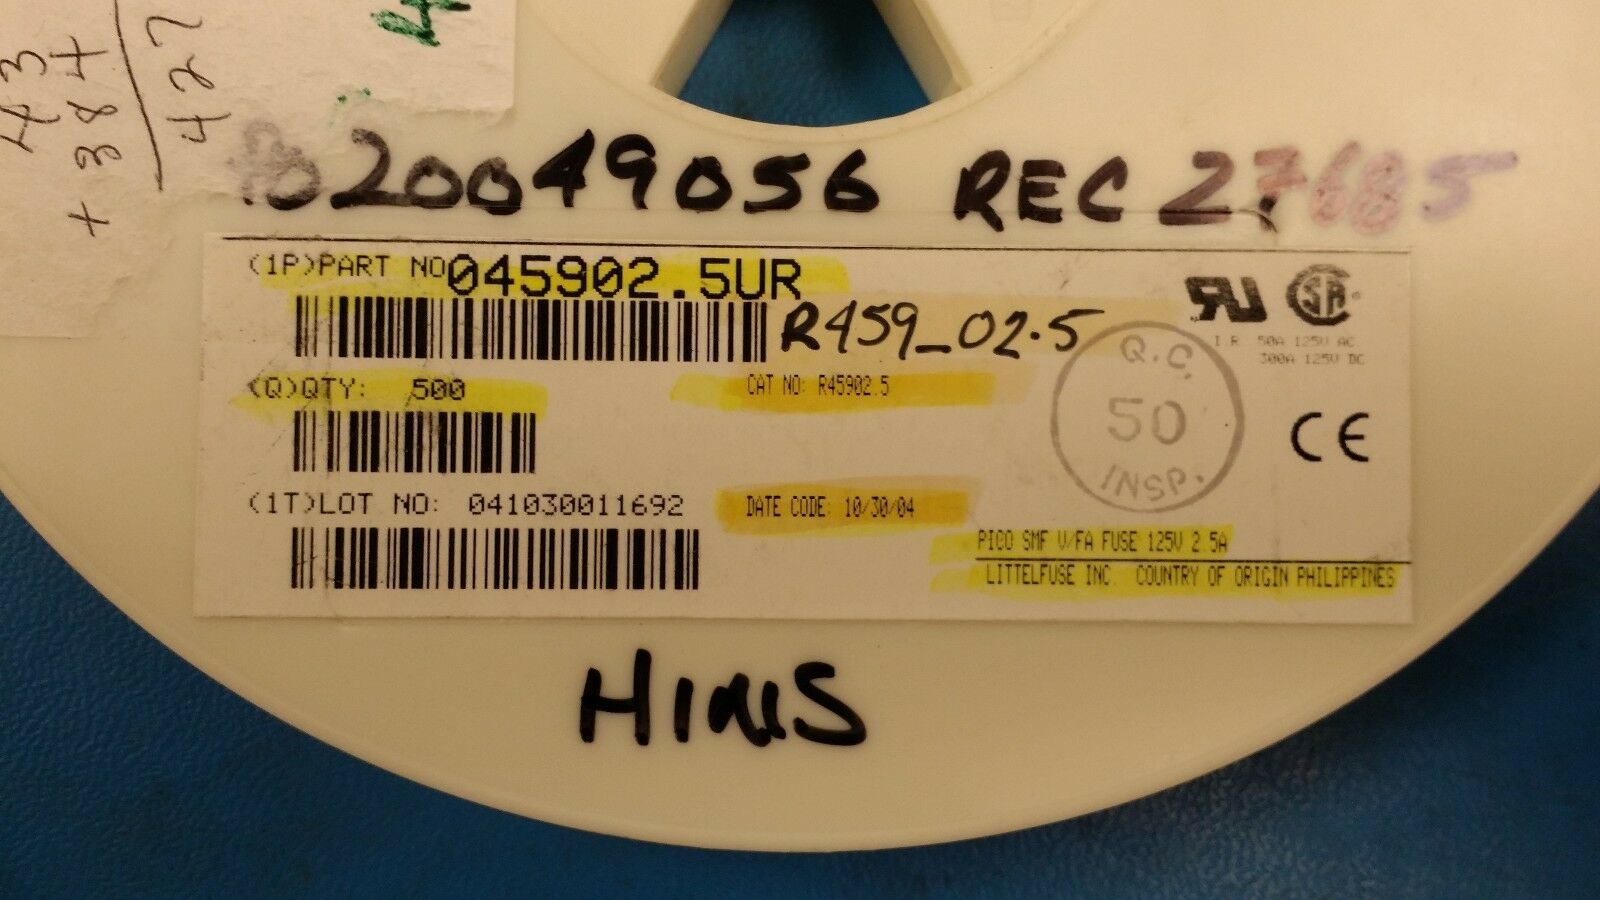 43
+384
427
PO20049056 REC 27685
(1P)PART NO 045902.5UR
R459_02.5
I.R 50A 125V AC
300A 125V DC
(Q)QTY: 500
CAT NO: R45902.5
Q.C.
50
INSP.
CE
(1T)LOT NO: 041030011692
DATE CODE: 10/30/04
PICO SMF V/FA FUSE 125V 2.5A
LITTELFUSE INC. COUNTRY OF ORIGIN PHILIPPINES